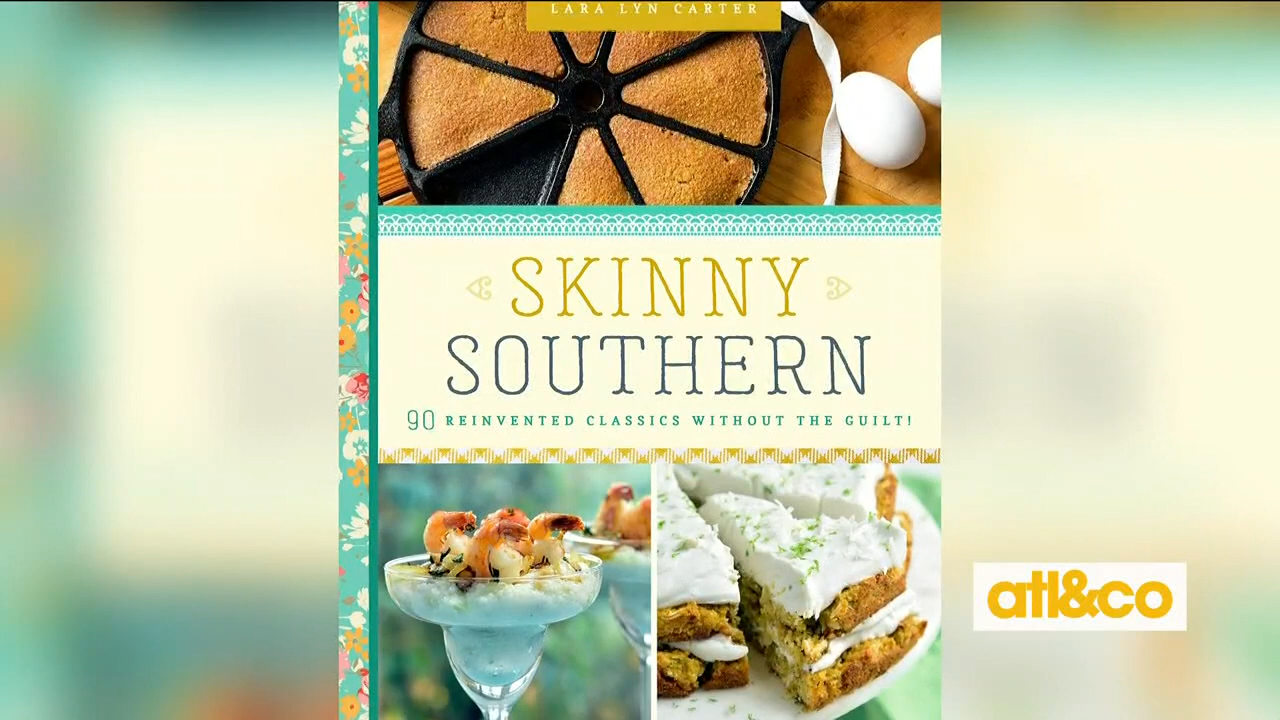 LARA LYN CARTER
SKINNY
SOUTHERN
90 REINVENTED CLASSICS WITHOUT THE GUILT!
atl&co